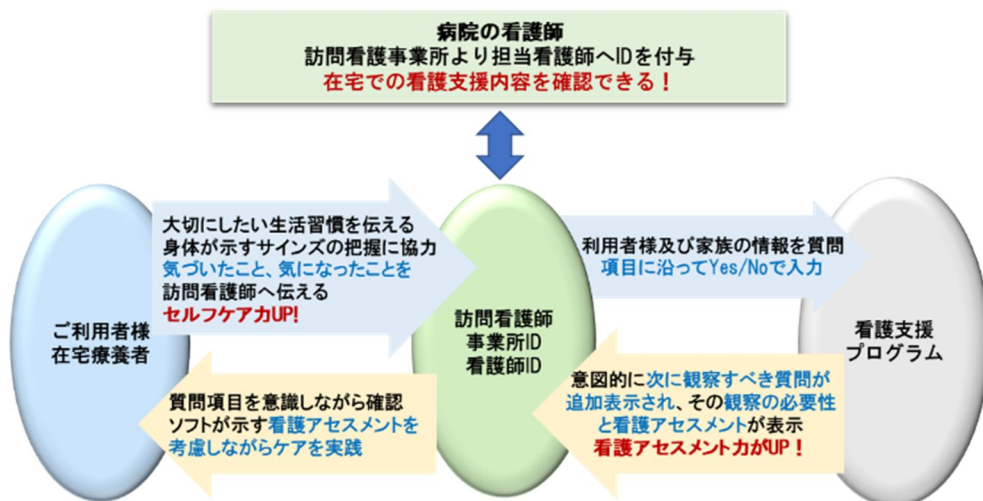 病院の看護師
訪問看護事業所より担当看護師へIDを付与
在宅での看護支援内容を確認できる！
大切にしたい生活習慣を伝える
身体が示すサインズの把握に協力
気づいたこと、気になったことを
訪問看護師へ伝える
セルフケア力UP!
利用者様及び家族の情報を質問
項目に沿ってYes/Noで入力
ご利用者様
在宅療養者
訪問看護師
事業所ID
看護師ID
看護支援
プログラム
質問項目を意識しながら確認
ソフトが示す看護アセスメントを
考慮しながらケアを実践
意図的に次に観察すべき質問が
追加表示され、その観察の必要性
と看護アセスメントが表示
看護アセスメント力がUP！